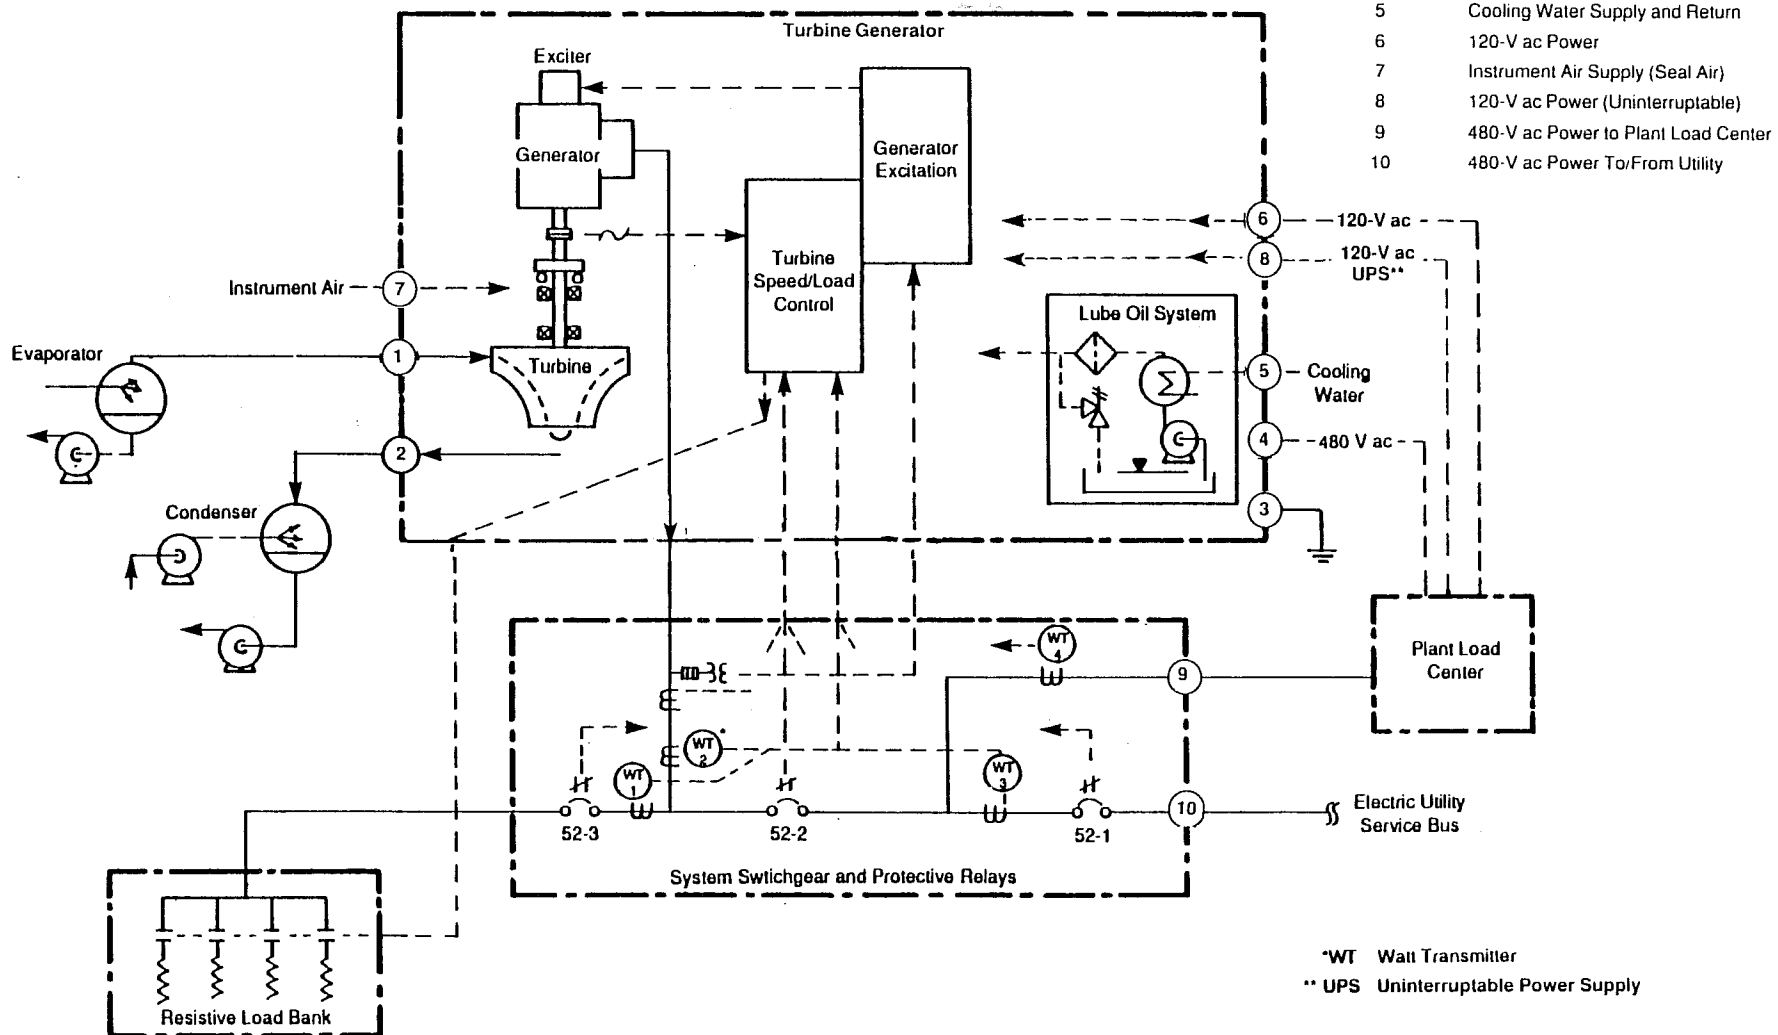 5 Cooling Water Supply and Return
6 120-V ac Power
7 Instrument Air Supply (Seal Air)
8 120-V ac Power (Uninterruptable)
9 480-V ac Power to Plant Load Center
10 480-V ac Power To/From Utility
Turbine Generator
Exciter
Generator
Generator
Excitation
Turbine
Speed/Load
Control
6
120-V ac
8
120-V ac
UPS**
Instrument Air
7
Lube Oil System
Evaporator
1
Turbine
5
Cooling
Water
4
480 V ac
2
3
Condenser
C
C
C
C
Plant Load
Center
WT
4
9
WT
2
*
WT
1
WT
3
10
Electric Utility
Service Bus
52-3
52-2
52-1
System Swtichgear and Protective Relays
Resistive Load Bank
*WT Watt Transmitter
** UPS Uninterruptable Power Supply